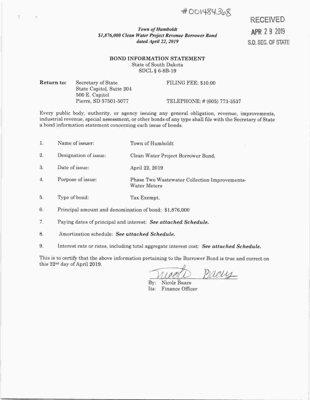 #001484368
RECEIVED
APR 29 2019
S.D. SEC. OF STATE
Town of Humboldt
$1,876,000 Clean Water Project Revenue Borrower Bond
dated April 22, 2019
BOND INFORMATION STATEMENT
State of South Dakota
SDCL § 6-8B-19
Return to: Secretary of State FILING FEE: $10.00
State Capitol, Suite 204
500 E. Capitol
Pierre, SD 57501-5077 TELEPHONE: # (605) 773-3537
Every public body, authority, or agency issuing any general obligation, revenue, improvements,
industrial revenue, special assessment, or other bonds of any type shall file with the Secretary of State
a bond information statement concerning each issue of bonds.
1. Name of issuer: Town of Humboldt.
2. Designation of issue: Clean Water Project Borrower Bond.
3. Date of issue: April 22, 2019
4. Purpose of issue: Phase Two Wastewater Collection Improvements-
Water Meters
5. Type of bond: Tax Exempt.
6. Principal amount and denomination of bond: $1,876,000
7. Paying dates of principal and interest: See attached Schedule.
8. Amortization schedule: See attached Schedule.
9. Interest rate or rates, including total aggregate interest cost: See attached Schedule.
This is to certify that the above information pertaining to the Borrower Bond is true and correct on
this 22nd day of April 2019.
By: Nicole Baars
Its: Finance Officer